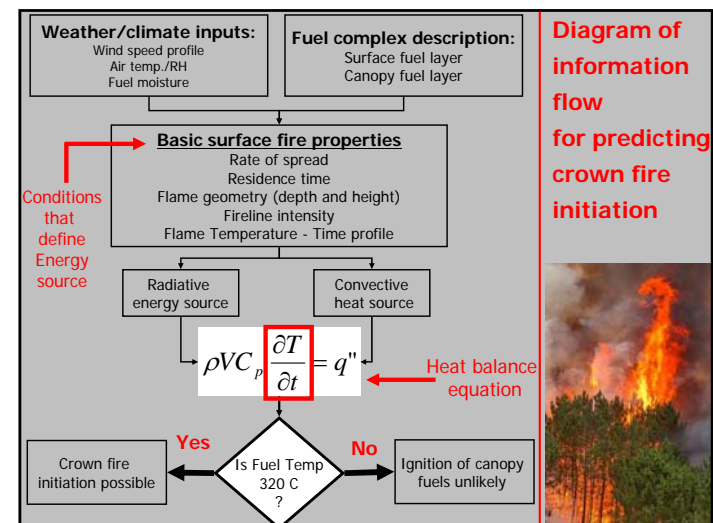 Weather/climate inputs:
Wind speed profile
Air temp./RH
Fuel moisture
Fuel complex description:
Surface fuel layer
Canopy fuel layer
Diagram of
information
flow
for predicting
crown fire
initiation
Basic surface fire properties
Rate of spread
Residence time
Flame geometry (depth and height)
Fireline intensity
Flame Temperature - Time profile
Conditions
that
define
Energy
source
Radiative
energy source
Convective
heat source
ρVC_p ∂T/∂t = q"
Heat balance
equation
Yes
No
Crown fire
initiation possible
Is Fuel Temp
320 C
?
Ignition of canopy
fuels unlikely